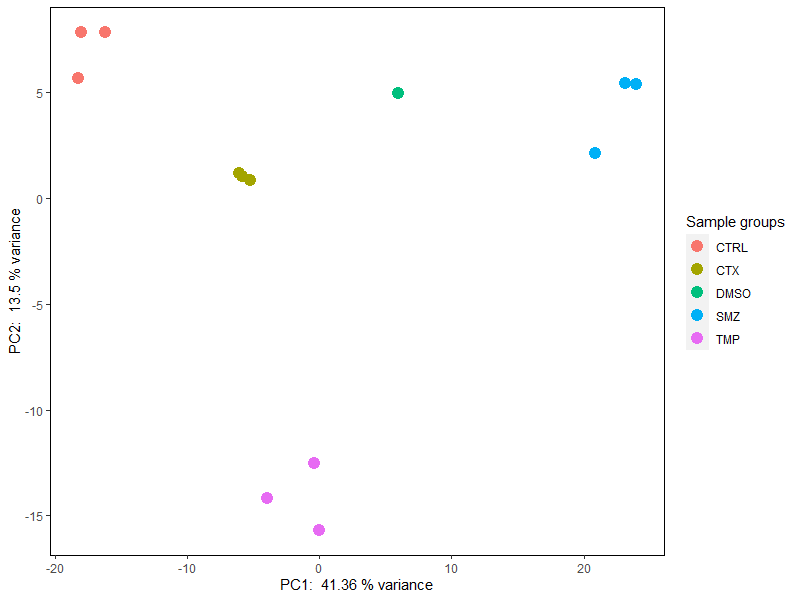 5
0
-5
-10
-15
PC2:  13.5 % variance
-20
-10
0
10
20
PC1:  41.36 % variance
Sample groups
CTRL
CTX
DMSO
SMZ
TMP